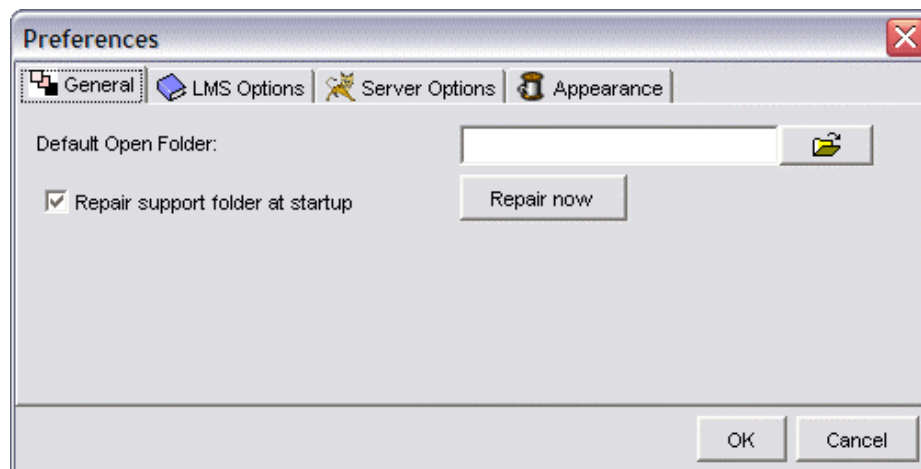 Preferences
General LMS Options Server Options Appearance
Default Open Folder:
Repair support folder at startup Repair now
OK Cancel